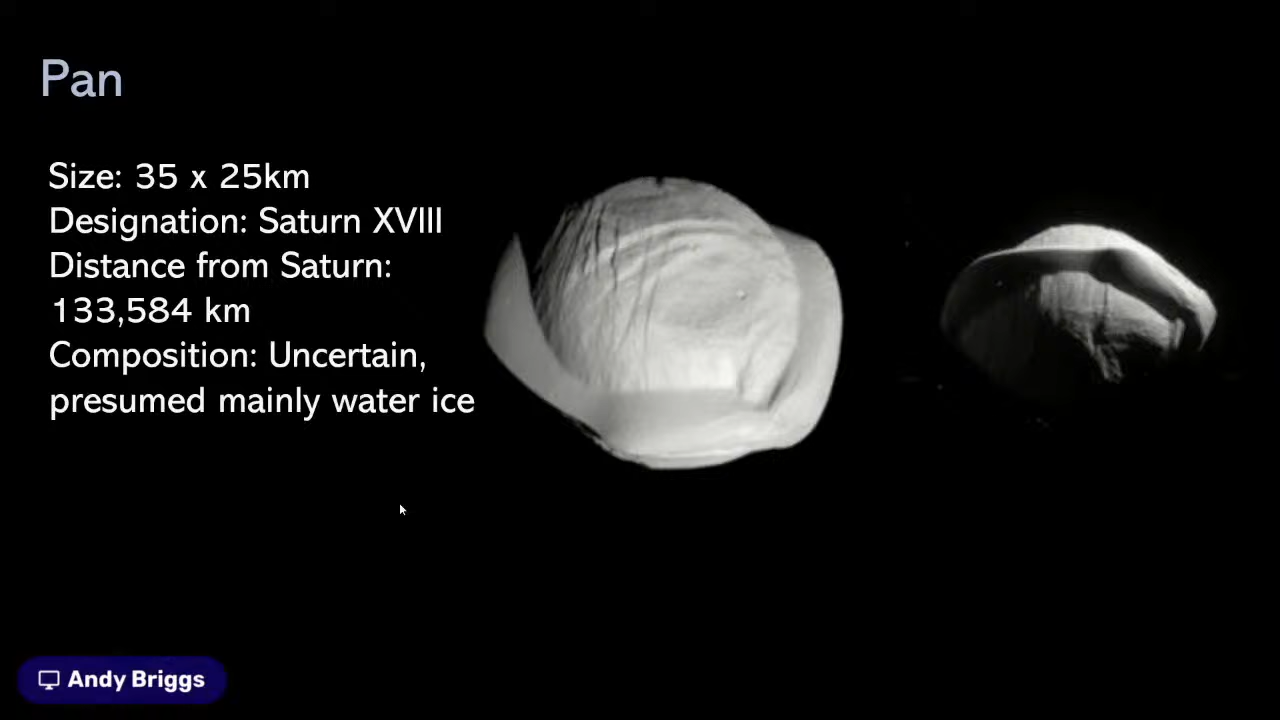 Pan
Size: 35 x 25km
Designation: Saturn XVIII
Distance from Saturn:
133,584 km
Composition: Uncertain,
presumed mainly water ice
Andy Briggs